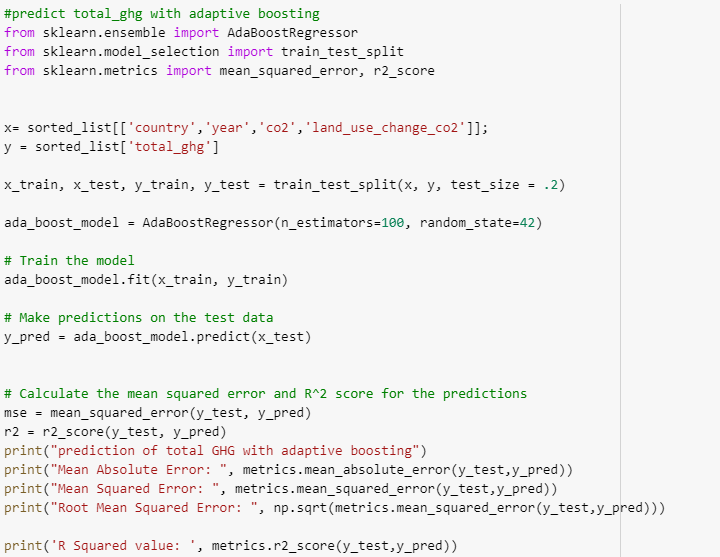 #predict total_ghg with adaptive boosting
from sklearn.ensemble import AdaBoostRegressor
from sklearn.model_selection import train_test_split
from sklearn.metrics import mean_squared_error, r2_score
x= sorted_list[['country','year','co2','land_use_change_co2']];
y = sorted_list['total_ghg']
x_train, x_test, y_train, y_test = train_test_split(x, y, test_size = .2)
ada_boost_model = AdaBoostRegressor(n_estimators=100, random_state=42)
# Train the model
ada_boost_model.fit(x_train, y_train)
# Make predictions on the test data
y_pred = ada_boost_model.predict(x_test)
# Calculate the mean squared error and R^2 score for the predictions
mse = mean_squared_error(y_test, y_pred)
r2 = r2_score(y_test, y_pred)
print("prediction of total GHG with adaptive boosting")
print("Mean Absolute Error: ", metrics.mean_absolute_error(y_test,y_pred))
print("Mean Squared Error: ", metrics.mean_squared_error(y_test,y_pred))
print("Root Mean Squared Error: ", np.sqrt(metrics.mean_squared_error(y_test,y_pred)))
print('R Squared value: ', metrics.r2_score(y_test,y_pred))